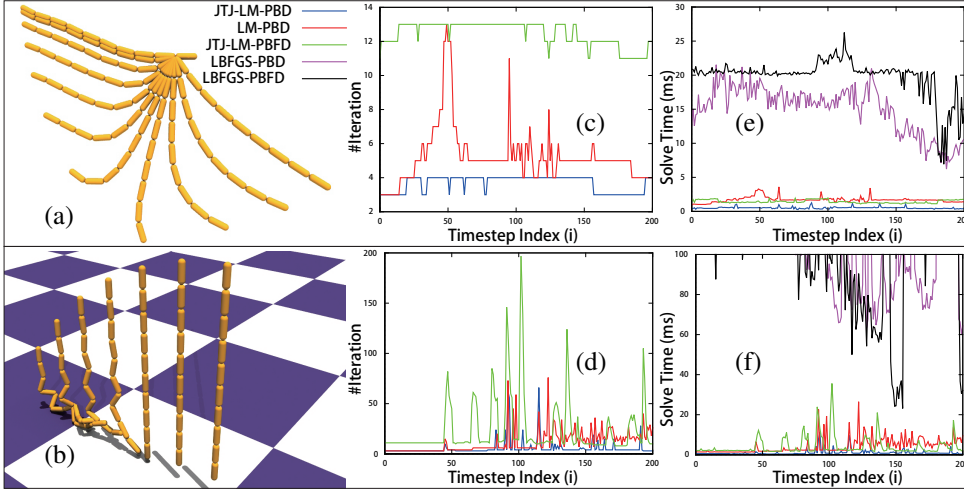 JTJ-LM-PBD
LM-PBD
JTJ-LM-PBFD
LBFGS-PBD
LBFGS-PBFD
(a)
14
12
10
8
6
4
2
#Iteration
(c)
0 50 100 150 200
Timestep Index (i)
30
25
20
15
10
5
0
Solve Time (ms)
(e)
0 50 100 150 200
Timestep Index (i)
(b)
200
150
100
50
0
#Iteration
(d)
0 50 100 150 200
Timestep Index (i)
100
80
60
40
20
0
Solve Time (ms)
(f)
0 50 100 150 200
Timestep Index (i)